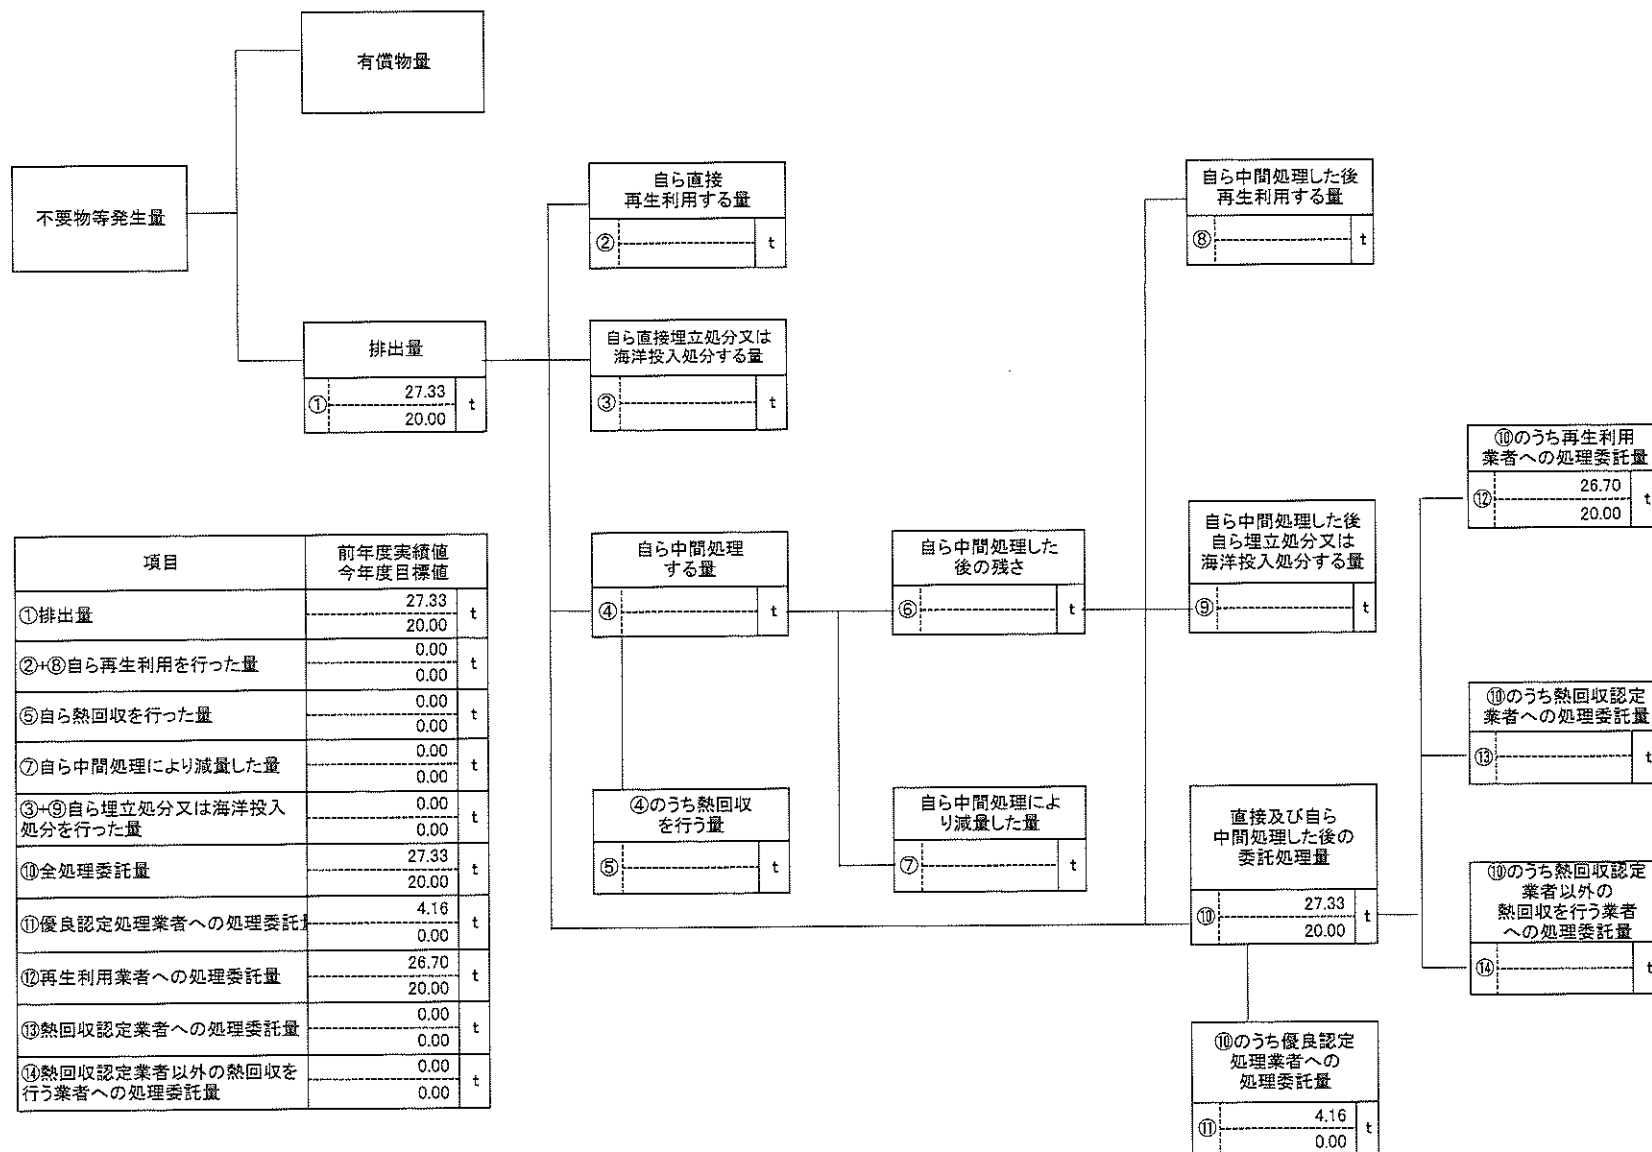 有償物量
不要物等発生量
排出量
① 27.33 t
20.00
自ら直接
再生利用する量
② t
自ら直接埋立処分又は
海洋投入処分する量
③ t
自ら中間処理
する量
④ t
④のうち熱回収
を行う量
⑤ t
自ら中間処理した
後の残さ
⑥ t
自ら中間処理によ
り減量した量
⑦ t
自ら中間処理した後
再生利用する量
⑧ t
自ら中間処理した後
自ら埋立処分又は
海洋投入処分する量
⑨ t
直接及び自ら
中間処理した後の
委託処理量
⑩ 27.33 t
20.00
⑩のうち優良認定
処理業者への
処理委託量
⑪ 4.16 t
0.00
⑩のうち再生利用
業者への処理委託量
⑫ 26.70 t
20.00
⑩のうち熱回収認定
業者への処理委託量
⑬ t
⑩のうち熱回収認定
業者以外の
熱回収を行う業者
への処理委託量
⑭ t
項目 前年度実績値
今年度目標値
①排出量 27.33 t
20.00
②+⑧自ら再生利用を行った量 0.00 t
0.00
⑤自ら熱回収を行った量 0.00 t
0.00
⑦自ら中間処理により減量した量 0.00 t
0.00
③+⑨自ら埋立処分又は海洋投入
処分を行った量 0.00 t
0.00
⑩全処理委託量 27.33 t
20.00
⑪優良認定処理業者への処理委託 4.16 t
0.00
⑫再生利用業者への処理委託量 26.70 t
20.00
⑬熱回収認定業者への処理委託量 0.00 t
0.00
⑭熱回収認定業者以外の熱回収を
行う業者への処理委託量 0.00 t
0.00